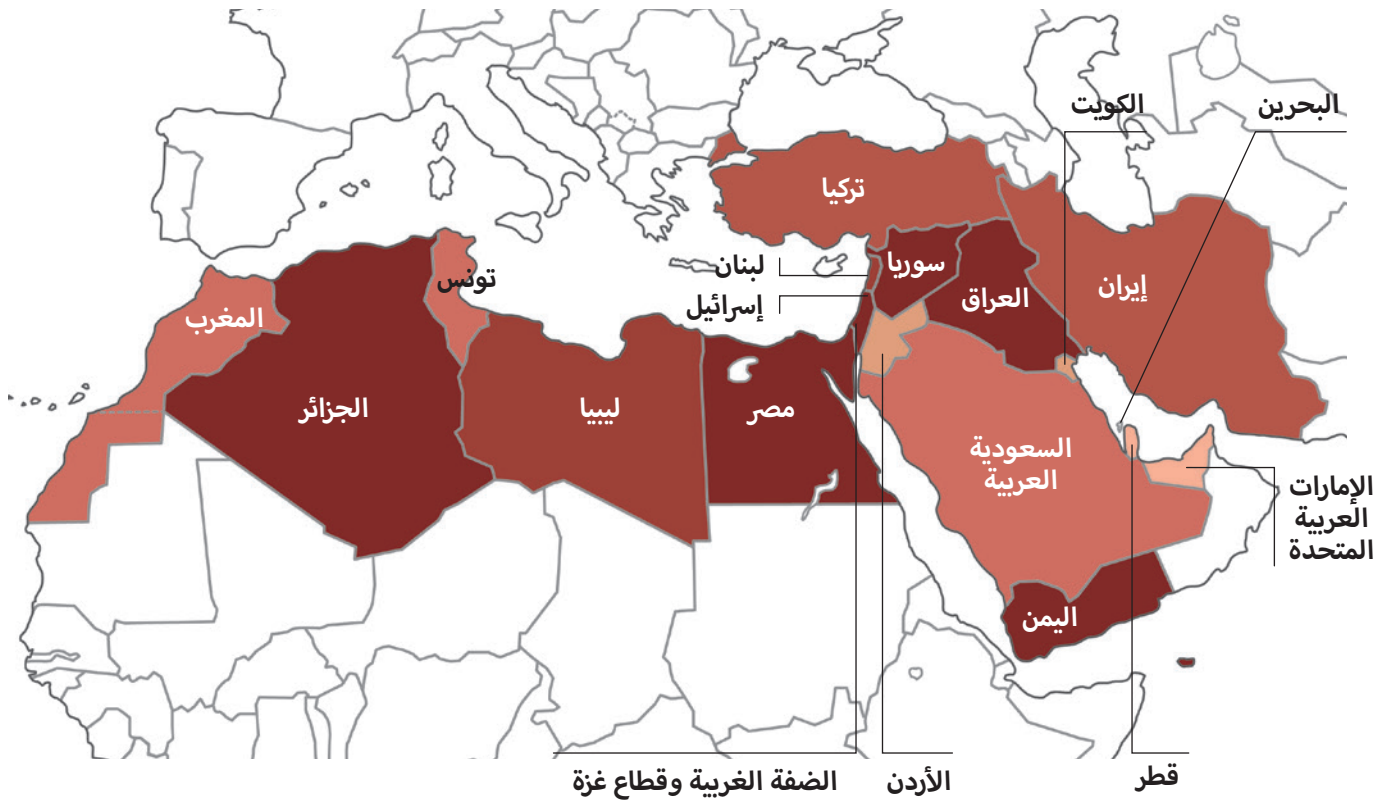 الكويت
البحرين
تركيا
لبنان
سوريا
إيران
تونس
العراق
إسرائيل
المغرب
الجزائر
ليبيا
مصر
السعودية
العربية
الإمارات
العربية
المتحدة
اليمن
الضفة الغربية وقطاع غزة
الأردن
قطر